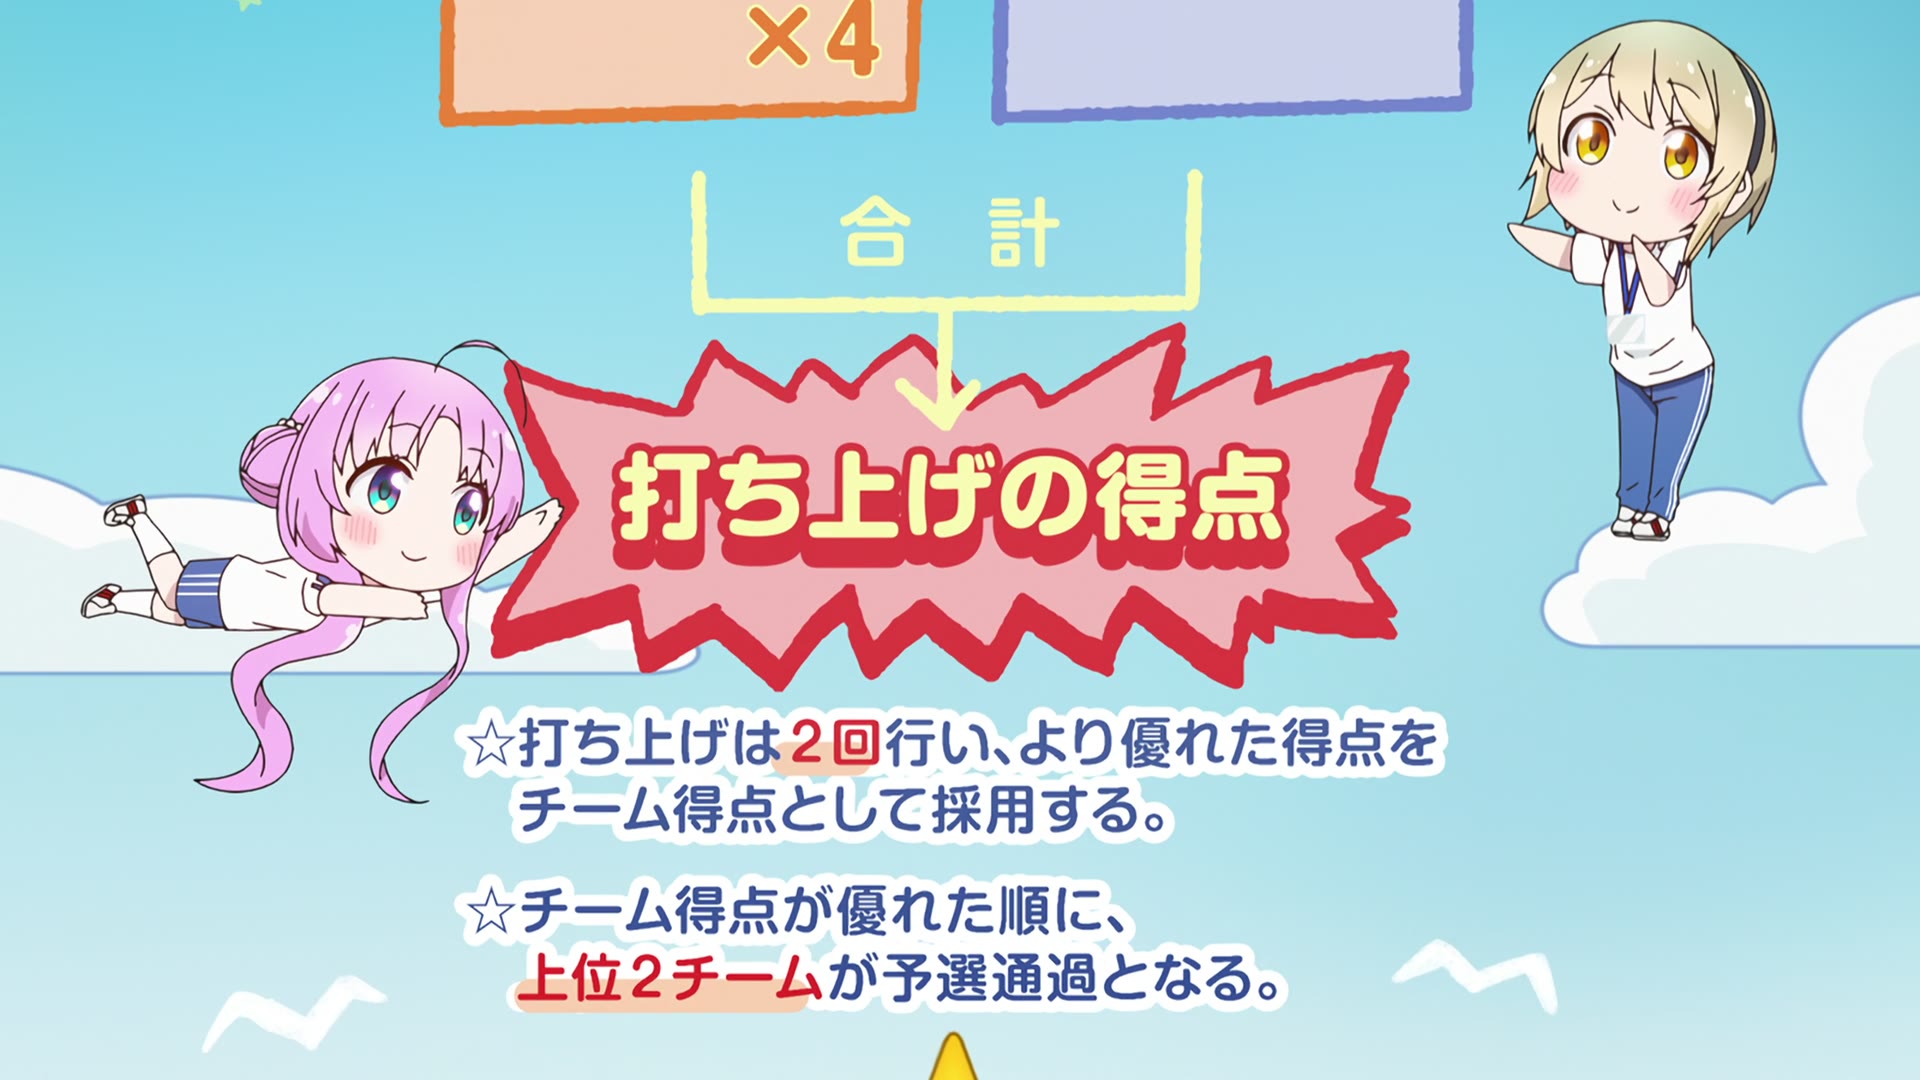 ×4
合 計
打ち上げの得点
☆打ち上げは2回行い、より優れた得点を
チーム得点として採用する。
☆チーム得点が優れた順に、
上位2チームが予選通過となる。